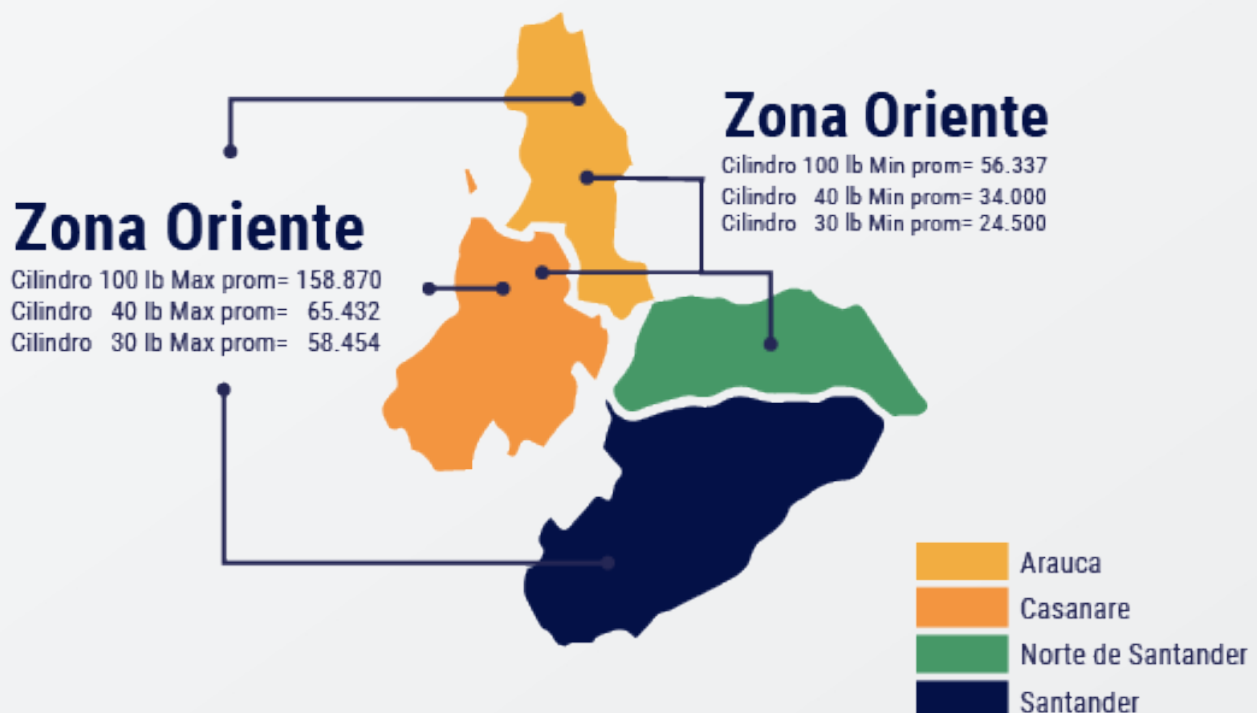 Zona Oriente
Cilindro 100 lb Max prom= 158.870
Cilindro 40 lb Max prom= 65.432
Cilindro 30 lb Max prom= 58.454
Zona Oriente
Cilindro 100 lb Min prom= 56.337
Cilindro 40 lb Min prom= 34.000
Cilindro 30 lb Min prom= 24.500
Arauca
Casanare
Norte de Santander
Santander